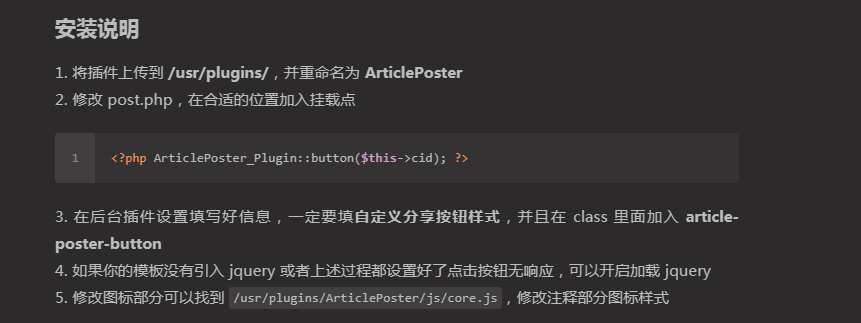 安装说明
1. 将插件上传到 /usr/plugins/，并重命名为 ArticlePoster
2. 修改 post.php，在合适的位置加入挂载点
1 <?php ArticlePoster_Plugin::button($this->cid); ?>
3. 在后台插件设置填写好信息，一定要填自定义分享按钮样式，并且在 class 里面加入 article-
poster-button
4. 如果你的模板没有引入 jquery 或者上述过程都设置好了点击按钮无响应，可以开启加载 jquery
5. 修改图标部分可以找到 /usr/plugins/ArticlePoster/js/core.js，修改注释部分图标样式